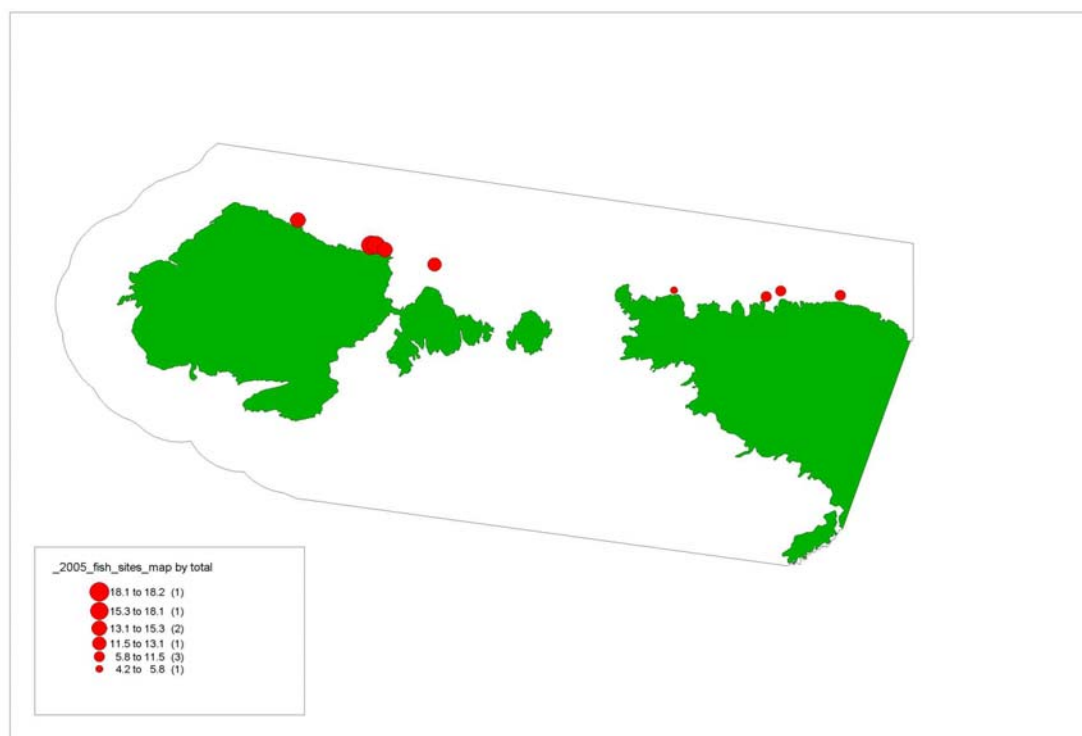 _2005_fish_sites_map by total
18.1 to 18.2 (1)
15.3 to 18.1 (1)
13.1 to 15.3 (2)
11.5 to 13.1 (1)
5.8 to 11.5 (3)
4.2 to 5.8 (1)